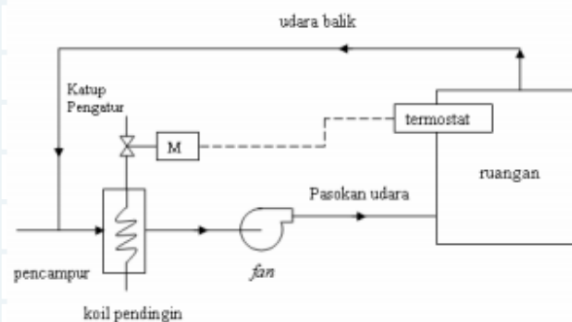 udara balik
Katup
Pengatur
termostat
M
ruangan
Pasokan udara
pencampur
fan
koil pendingin